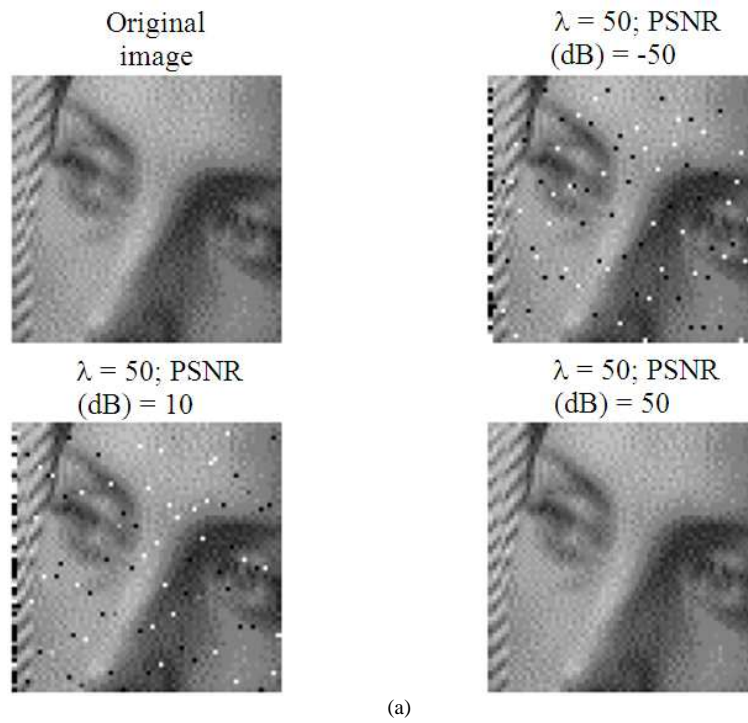 Original
image
λ = 50; PSNR
(dB) = -50
λ = 50; PSNR
(dB) = 10
λ = 50; PSNR
(dB) = 50
(a)